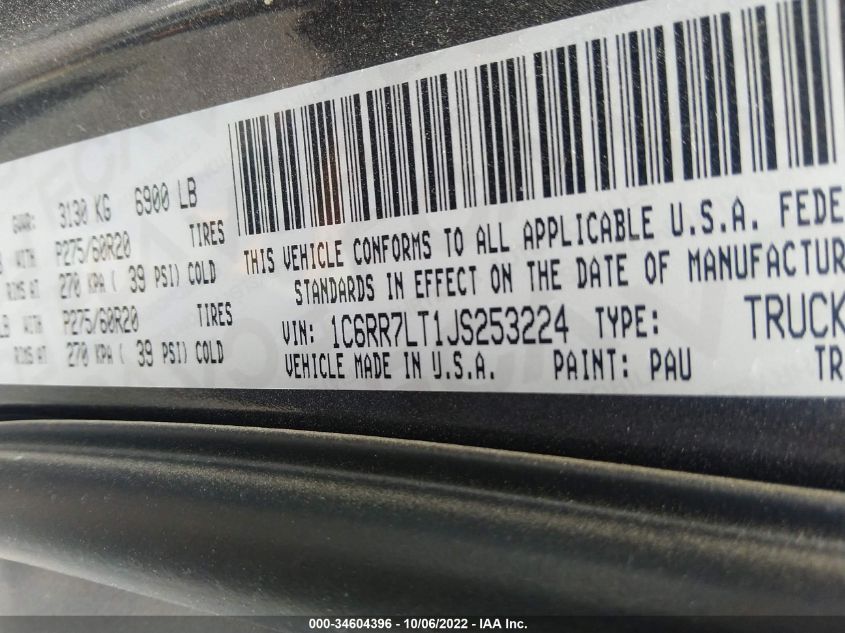 GVWR: 3130 KG 6900 LB
WITH P275/60R20 TIRES
RIMS AT 270 KPA ( 39 PSI) COLD
LB WITH P275/60R20 TIRES
RIMS AT 270 KPA ( 39 PSI) COLD
THIS VEHICLE CONFORMS TO ALL APPLICABLE U.S.A. FEDE
STANDARDS IN EFFECT ON THE DATE OF MANUFACTUR
VIN: 1C6RR7LT1JS253224 TYPE: TRUCK
VEHICLE MADE IN U.S.A. PAINT: PAU TR
000-34604396 - 10/06/2022 - IAA Inc.